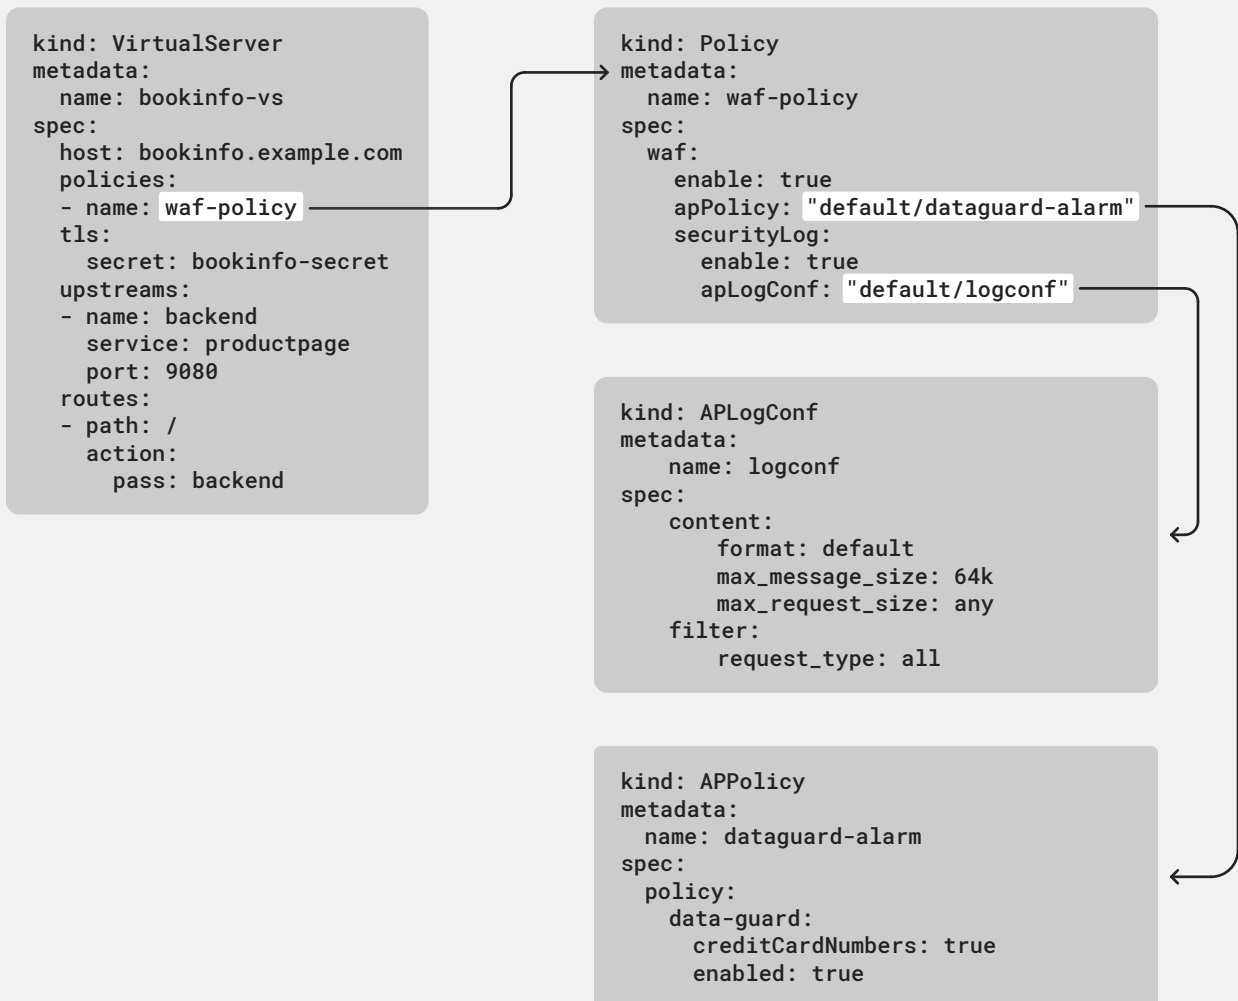 kind: VirtualServer
metadata:
  name: bookinfo-vs
spec:
  host: bookinfo.example.com
  policies:
  - name: waf-policy
  tls:
    secret: bookinfo-secret
  upstreams:
  - name: backend
    service: productpage
    port: 9080
  routes:
  - path: /
    action:
      pass: backend
kind: Policy
metadata:
  name: waf-policy
spec:
  waf:
    enable: true
    apPolicy: "default/dataguard-alarm"
    securityLog:
      enable: true
      apLogConf: "default/logconf"
kind: APLogConf
metadata:
    name: logconf
spec:
    content:
        format: default
        max_message_size: 64k
        max_request_size: any
    filter:
        request_type: all
kind: APPolicy
metadata:
  name: dataguard-alarm
spec:
  policy:
    data-guard:
      creditCardNumbers: true
      enabled: true